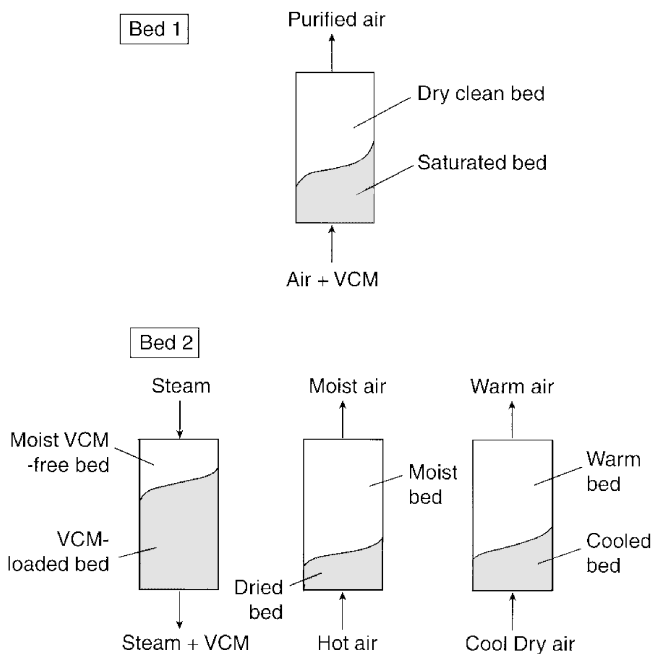 Bed 1
Purified air
Dry clean bed
Saturated bed
Air + VCM
Bed 2
Steam
Moist VCM
-free bed
VCM-
loaded bed
Steam + VCM
Moist air
Moist
bed
Dried
bed
Hot air
Warm air
Warm
bed
Cooled
bed
Cool Dry air